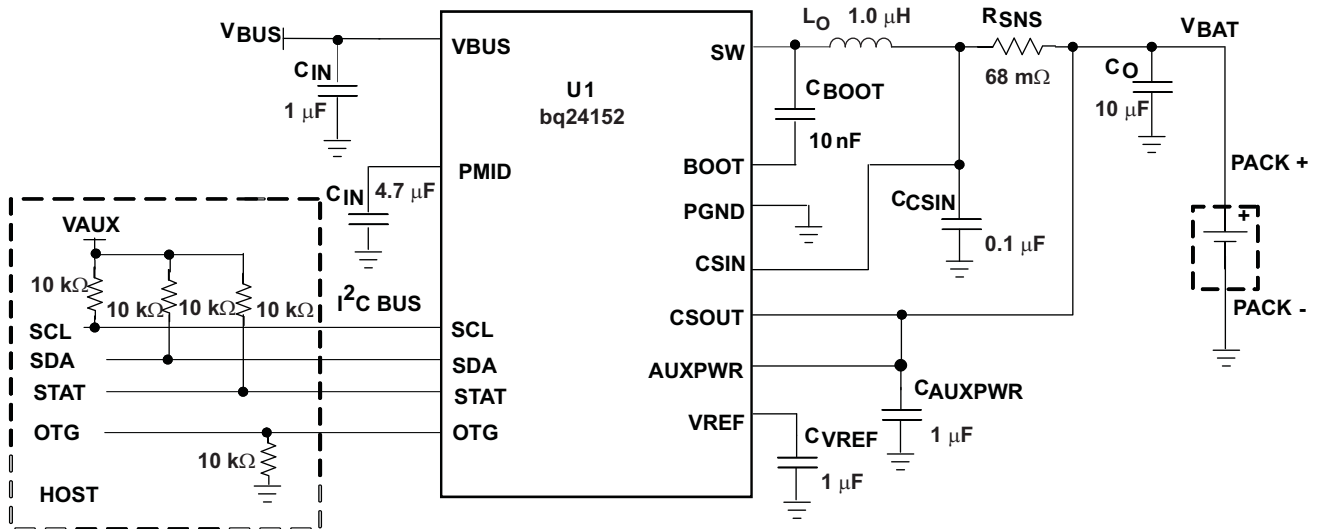 VBUS
CIN
1 μF
CIN
4.7 μF
VAUX
10 kΩ
10 kΩ
10 kΩ
10 kΩ
I²C BUS
SCL
SDA
STAT
OTG
10 kΩ
HOST
VBUS
PMID
SCL
SDA
STAT
OTG
U1
bq24152
SW
BOOT
PGND
CSIN
CSOUT
AUXPWR
VREF
LO 1.0 μH
RSNS
68 mΩ
VBAT
CBOOT
10 nF
CO
10 μF
CCSIN
0.1 μF
PACK +
+
PACK -
CAUXPWR
1 μF
CVREF
1 μF